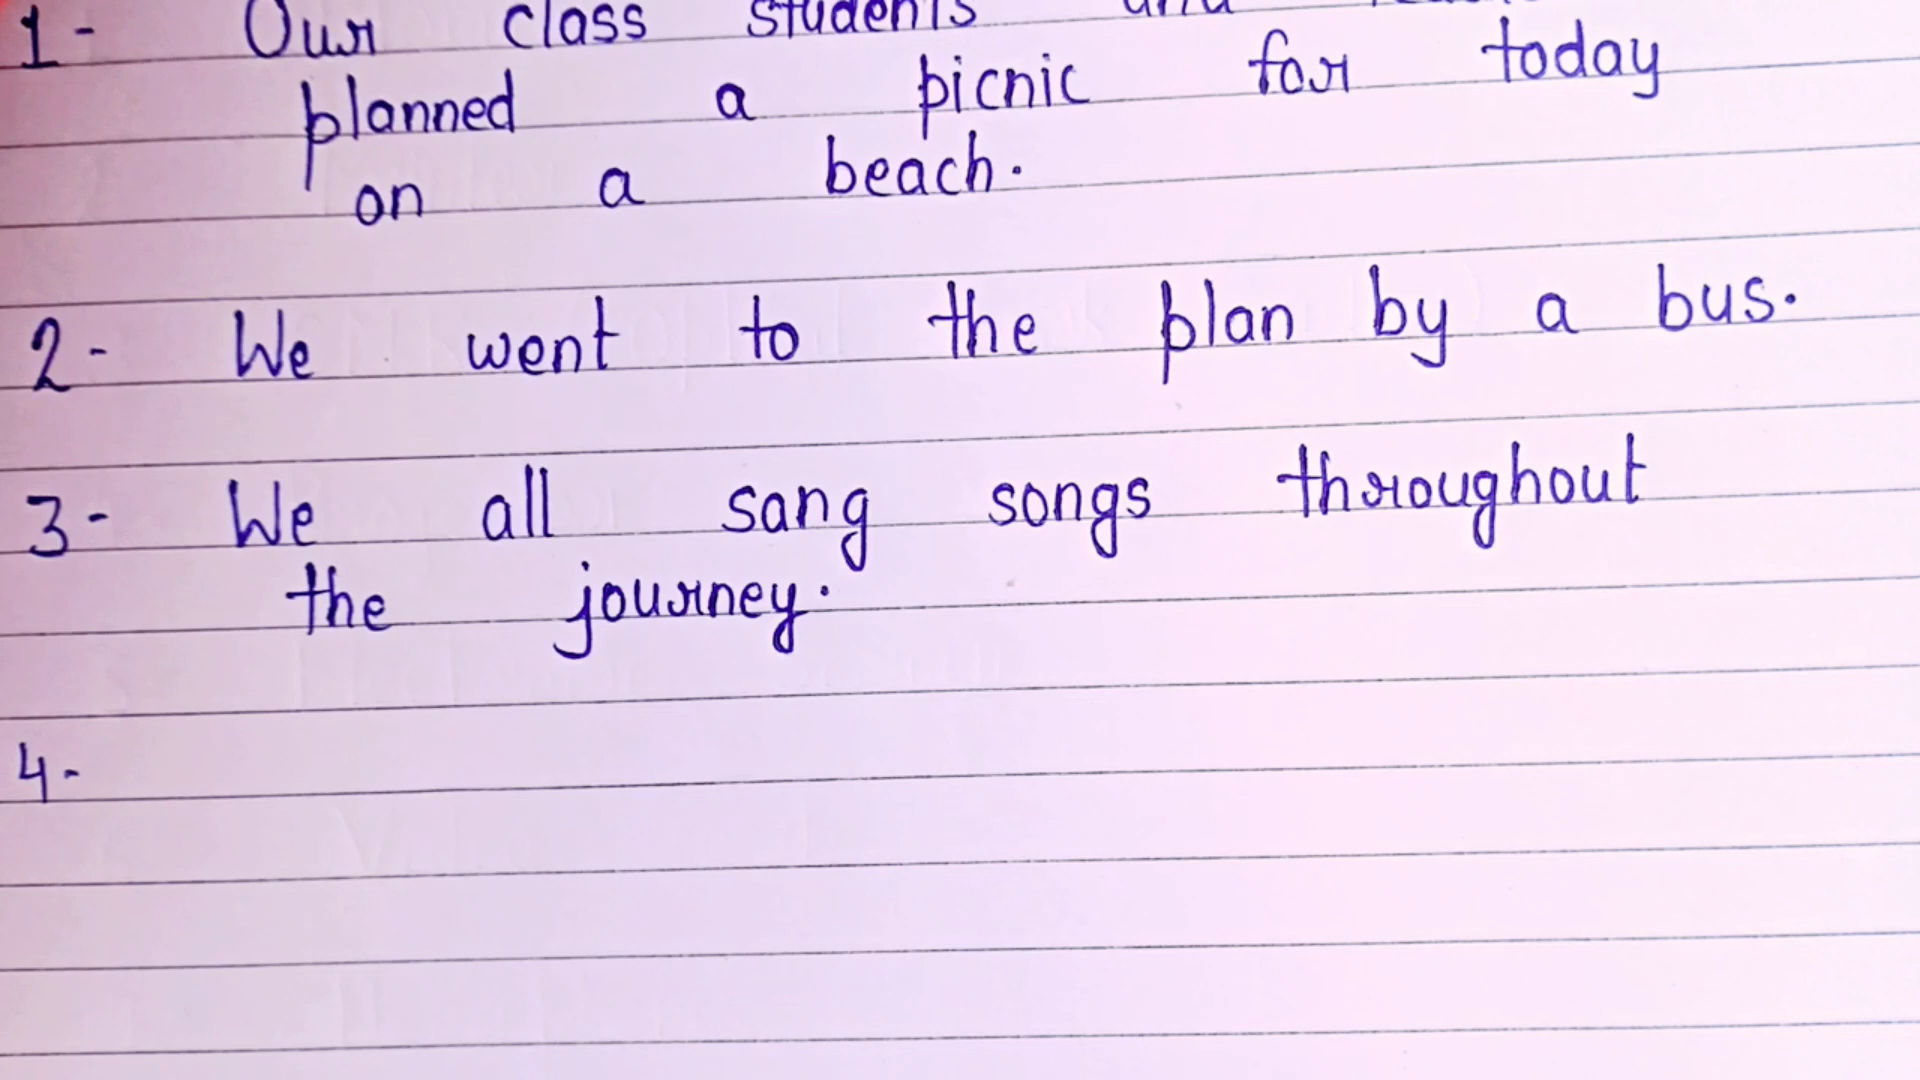 1- Our class students and
planned a picnic for today
on a beach.
2- We went to the plan by a bus.
3- We all sang songs throughout
the journey.
4-